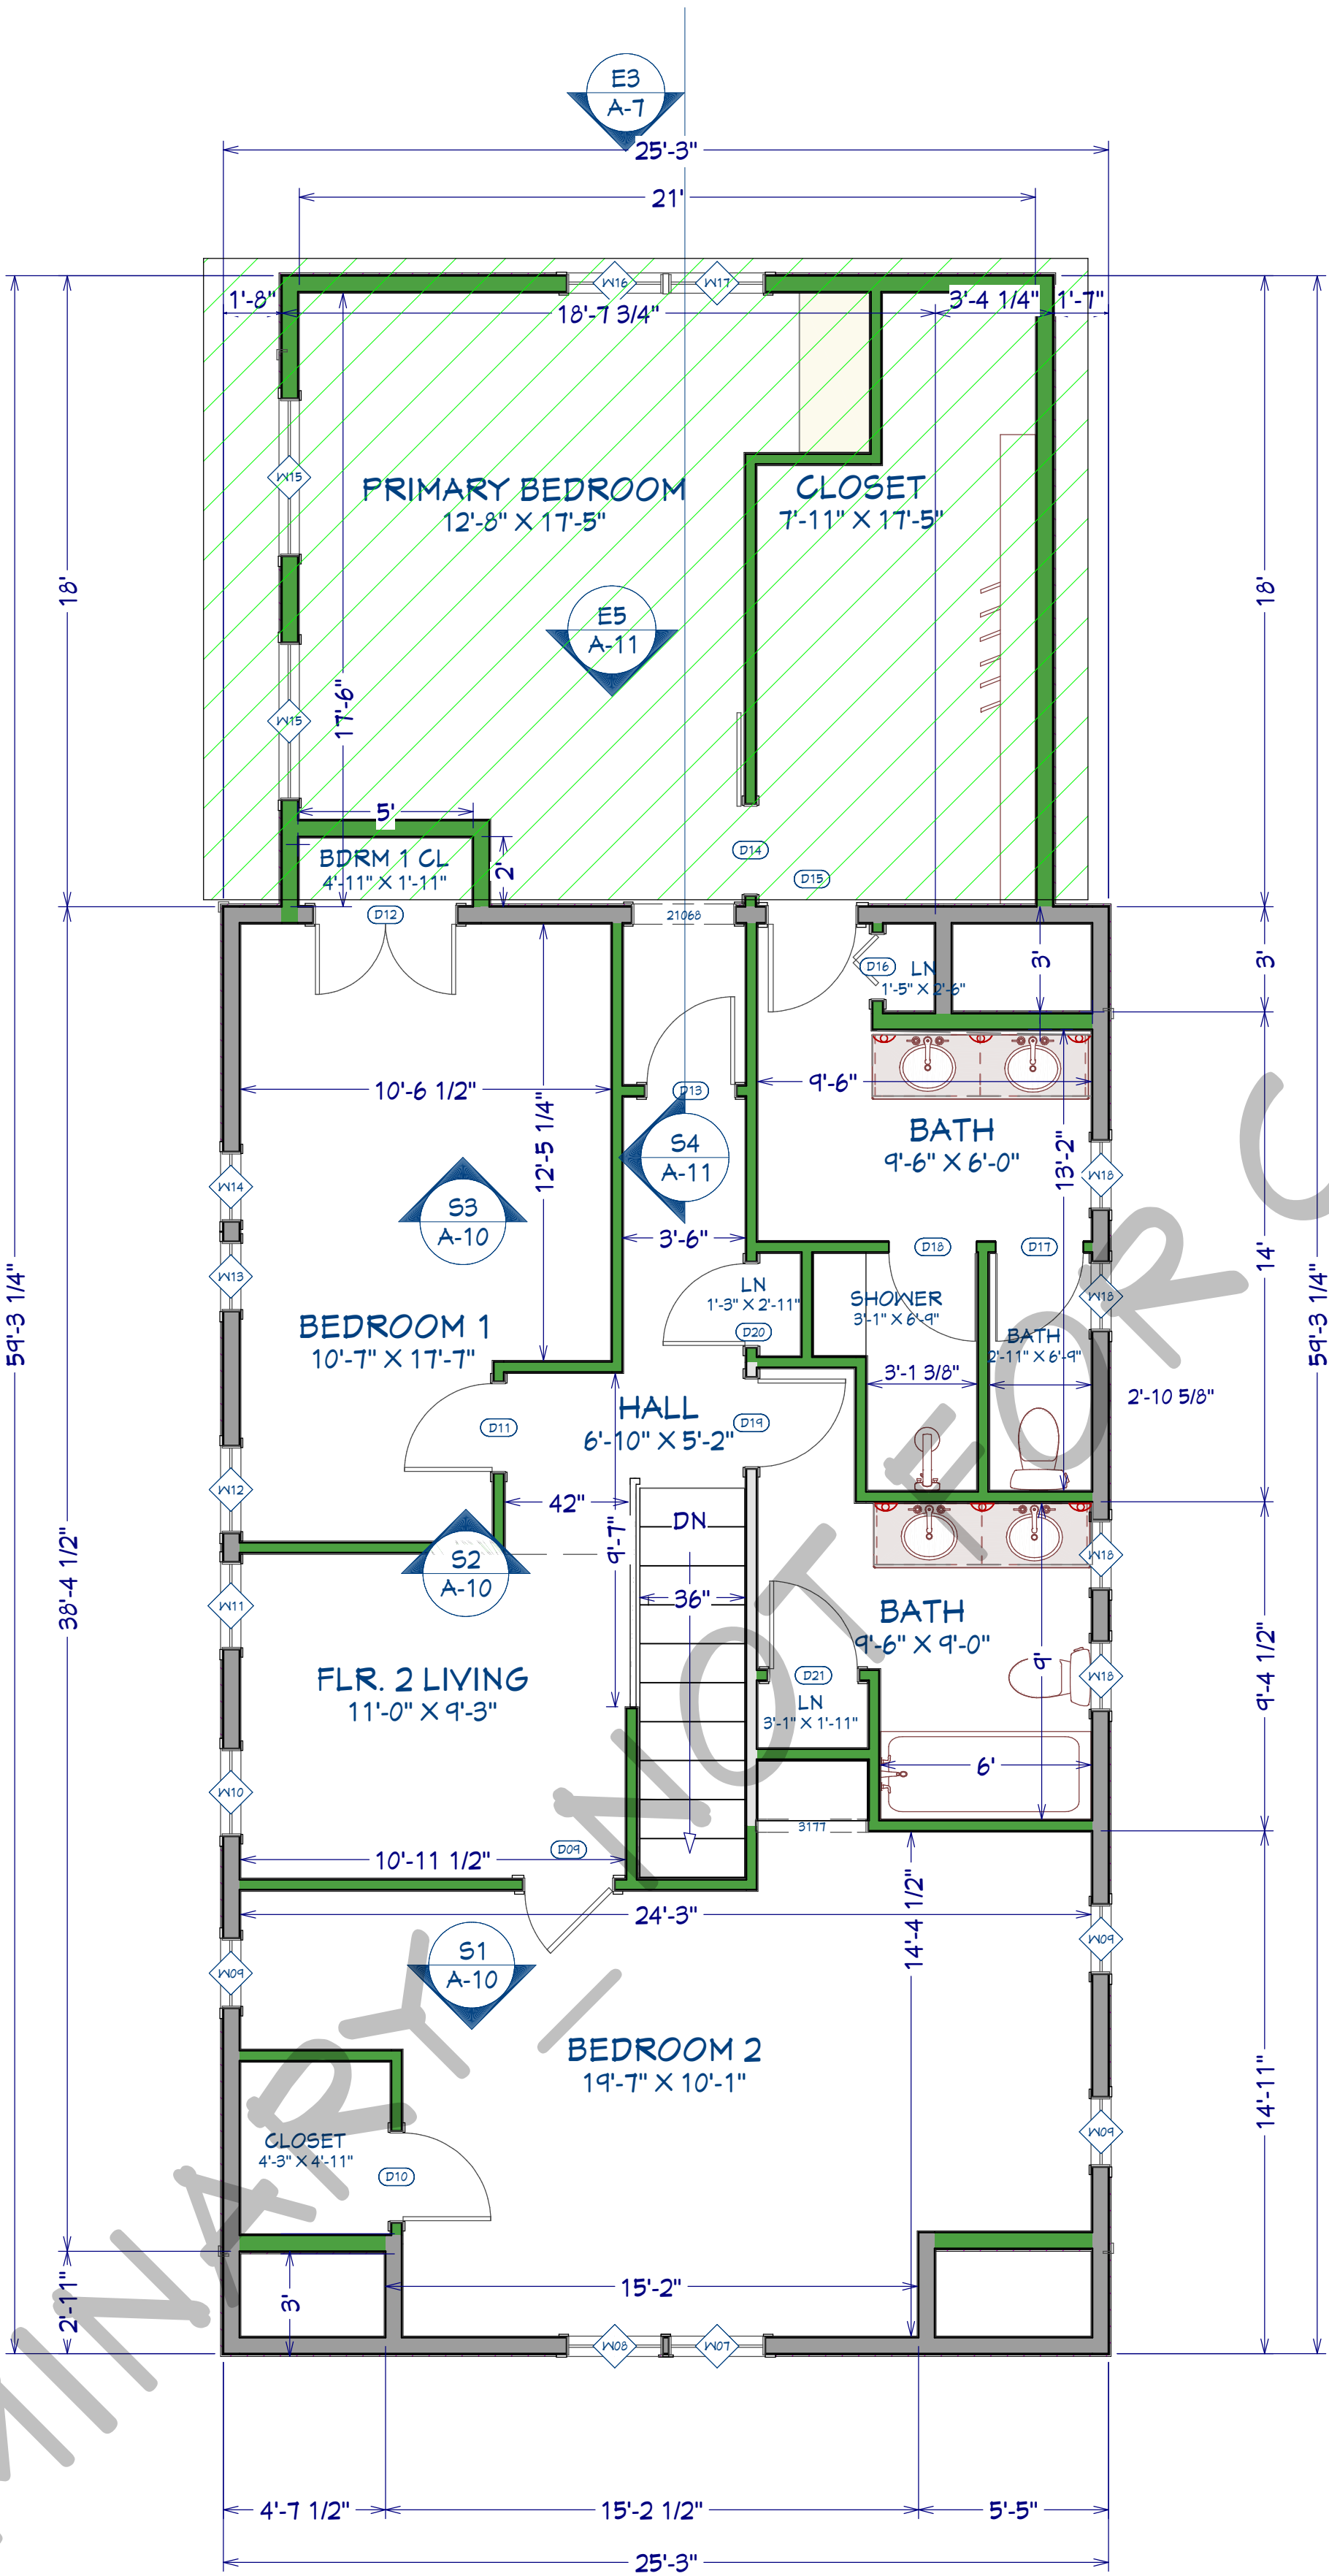 E3
A-7
25'-3"
21'
W16
W17
1'-8"
18'-7 3/4"
3'-4 1/4"
1'-7"
W15
PRIMARY BEDROOM
12'-8" X 17'-5"
CLOSET
7'-11" X 17'-5"
18'
18'
E5
A-11
17'-6"
W15
5'
BDRM 1 CL
4'-11" X 1'-11"
2'
D14
D15
D12
21068
D16
LN
1'-5" X 2'-6"
3'
3'
10'-6 1/2"
D13
9'-6"
12'-5 1/4"
S4
A-11
BATH
9'-6" X 6'-0"
13'-2"
W14
W18
S3
A-10
3'-6"
D18
D17
14'
W13
LN
1'-3" X 2'-11"
SHOWER
3'-1" X 6'-9"
W18
59'-3 1/4"
59'-3 1/4"
BEDROOM 1
10'-7" X 17'-7"
D20
BATH
2'-11" X 6'-9"
3'-1 3/8"
2'-10 5/8"
D11
HALL
6'-10" X 5'-2"
D19
W12
42"
DN
9'-7"
S2
A-10
W18
38'-4 1/2"
W11
36"
BATH
9'-6" X 9'-0"
9'
9'-4 1/2"
FLR. 2 LIVING
11'-0" X 9'-3"
D21
W18
LN
3'-1" X 1'-11"
W10
6'
3177
D09
10'-11 1/2"
24'-3"
14'-4 1/2"
S1
A-10
W09
W09
BEDROOM 2
19'-7" X 10'-1"
14'-11"
CLOSET
4'-3" X 4'-11"
W09
D10
2'-1"
3'
15'-2"
W08
W07
4'-7 1/2"
15'-2 1/2"
5'-5"
25'-3"
MINARY_NOT FOR C